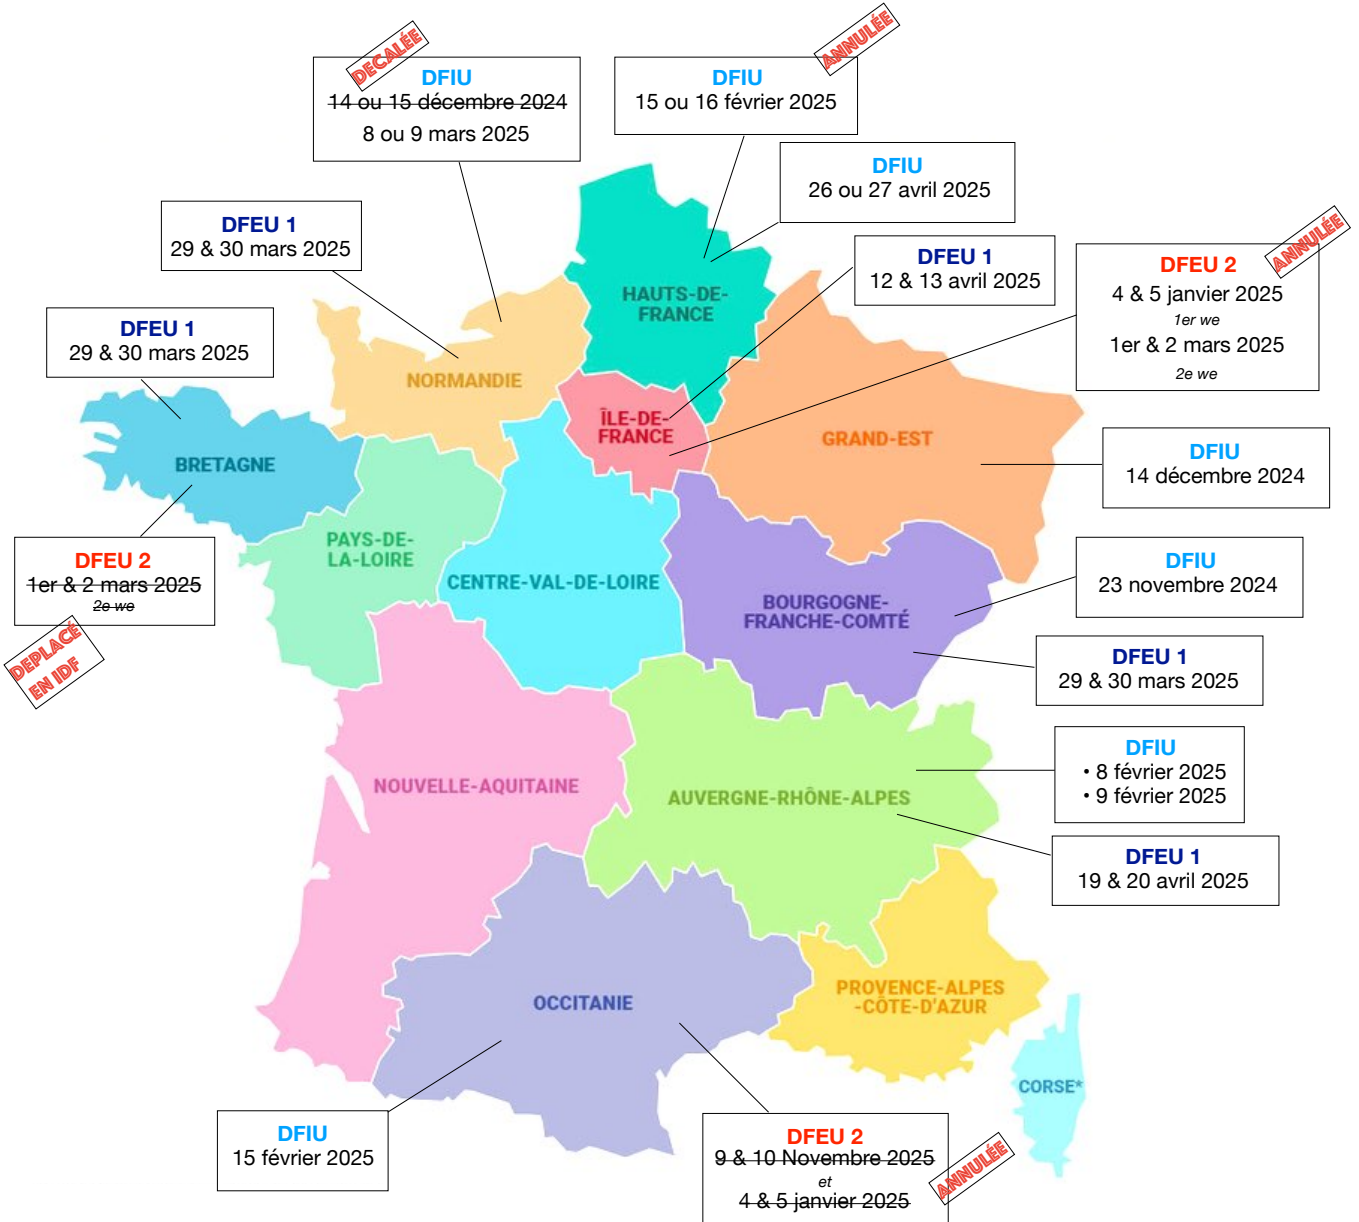 DECALÉE
DFIU
14 ou 15 décembre 2024
8 ou 9 mars 2025
ANNULÉE
DFIU
15 ou 16 février 2025
DFIU
26 ou 27 avril 2025
DFEU 1
29 & 30 mars 2025
DFEU 1
12 & 13 avril 2025
ANNULÉE
DFEU 2
4 & 5 janvier 2025
1er we
1er & 2 mars 2025
2e we
DFEU 1
29 & 30 mars 2025
HAUTS-DE-
FRANCE
NORMANDIE
ÎLE-DE-
FRANCE
GRAND-EST
BRETAGNE
DFIU
14 décembre 2024
PAYS-DE-
LA-LOIRE
CENTRE-VAL-DE-LOIRE
BOURGOGNE-
FRANCHE-COMTÉ
DFEU 2
1er & 2 mars 2025
2e we
DEPLACÉ
EN IDF
DFIU
23 novembre 2024
DFEU 1
29 & 30 mars 2025
NOUVELLE-AQUITAINE
AUVERGNE-RHÔNE-ALPES
DFIU
• 8 février 2025
• 9 février 2025
DFEU 1
19 & 20 avril 2025
OCCITANIE
PROVENCE-ALPES
-CÔTE-D'AZUR
CORSE*
DFIU
15 février 2025
DFEU 2
9 & 10 Novembre 2025
et
4 & 5 janvier 2025
ANNULÉE